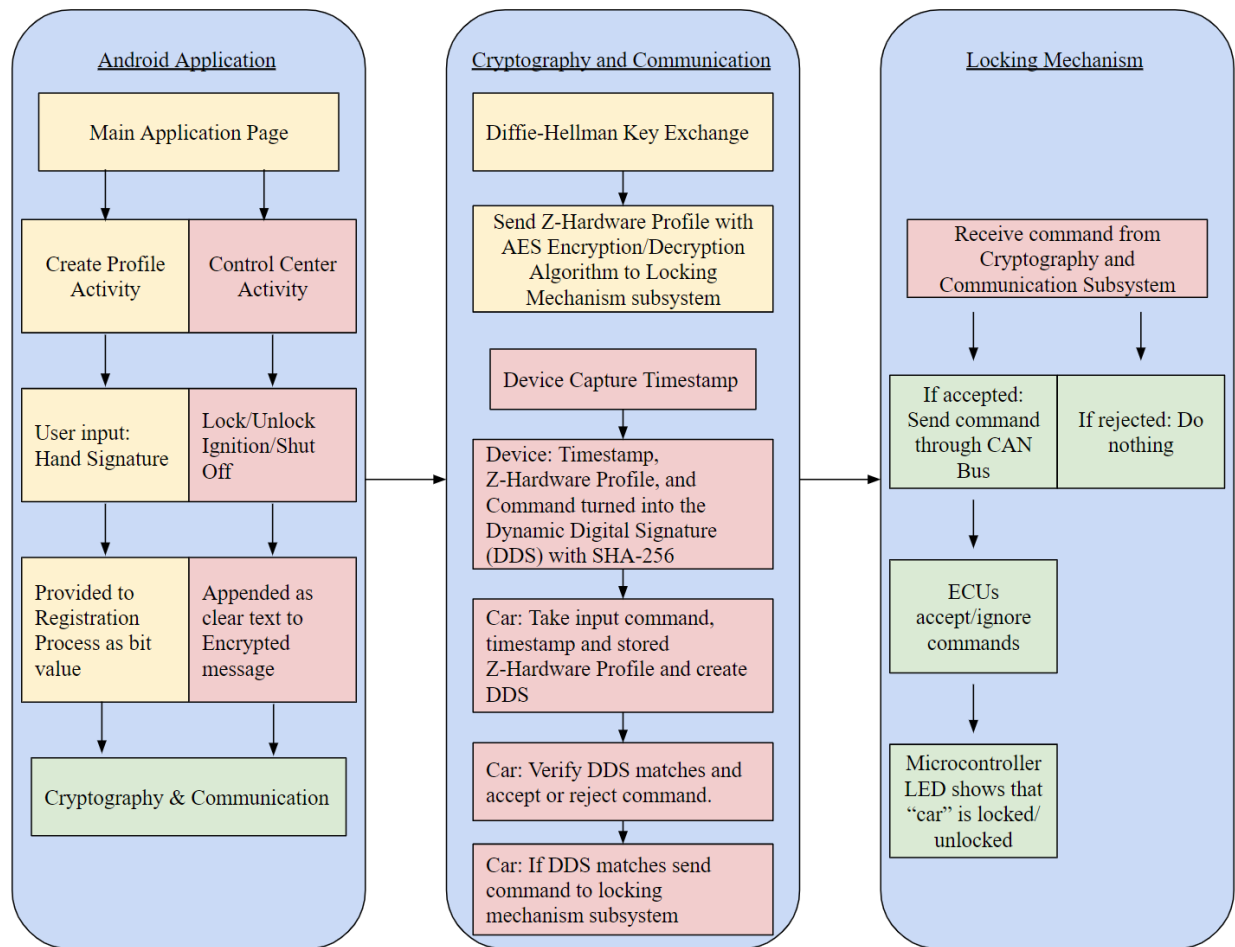 Android Application
Main Application Page
Create Profile
Activity
Control Center
Activity
User input:
Hand Signature
Lock/Unlock
Ignition/Shut
Off
Provided to
Registration
Process as bit
value
Appended as
clear text to
Encrypted
message
Cryptography & Communication
Cryptography and Communication
Diffie-Hellman Key Exchange
Send Z-Hardware Profile with
AES Encryption/Decryption
Algorithm to Locking
Mechanism subsystem
Device Capture Timestamp
Device: Timestamp,
Z-Hardware Profile, and
Command turned into the
Dynamic Digital Signature
(DDS) with SHA-256
Car: Take input command,
timestamp and stored
Z-Hardware Profile and create
DDS
Car: Verify DDS matches and
accept or reject command.
Car: If DDS matches send
command to locking
mechanism subsystem
Locking Mechanism
Receive command from
Cryptography and
Communication Subsystem
If accepted:
Send command
through CAN
Bus
If rejected: Do
nothing
ECUs
accept/ignore
commands
Microcontroller
LED shows that
“car” is locked/
unlocked